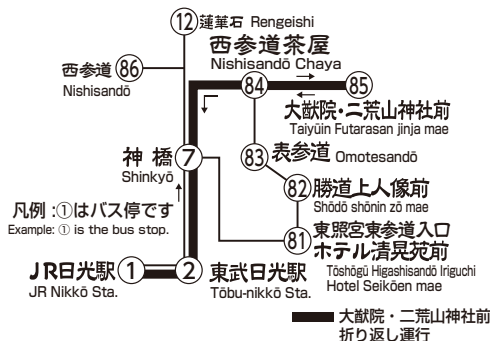 ⑫ 蓮華石 Rengeishi
西参道 86
Nishisandō
西参道茶屋
Nishisandō Chaya
84
85
大猷院・二荒山神社前
Taiyūin Futarasan jinja mae
神橋 ⑦
Shinkyō
83 表参道 Omotesandō
82 勝道上人像前
Shōdō shōnin zō mae
凡例 :①はバス停です
Example: ① is the bus stop.
81 東照宮東参道入口
ホテル清晃苑前
Tōshōgū Higashisandō Iriguchi
Hotel Seikōen mae
JR日光駅 ①
JR Nikkō Sta.
② 東武日光駅
Tōbu-nikkō Sta.
大猷院・二荒山神社前
折り返し運行